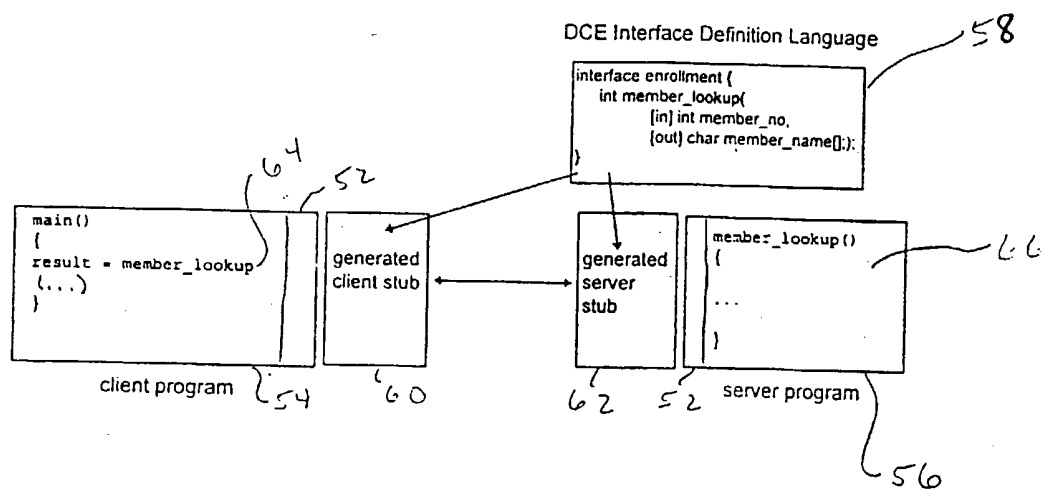 DCE Interface Definition Language
58
interface enrollment {
int member_lookup(
[in] int member_no,
[out] char member_name[];);
}
64
52
main()
{
result = member_lookup
(...)
}
generated
client stub
generated
server
stub
member_lookup()
{
...
}
66
client program
54
60
62
52
server program
56